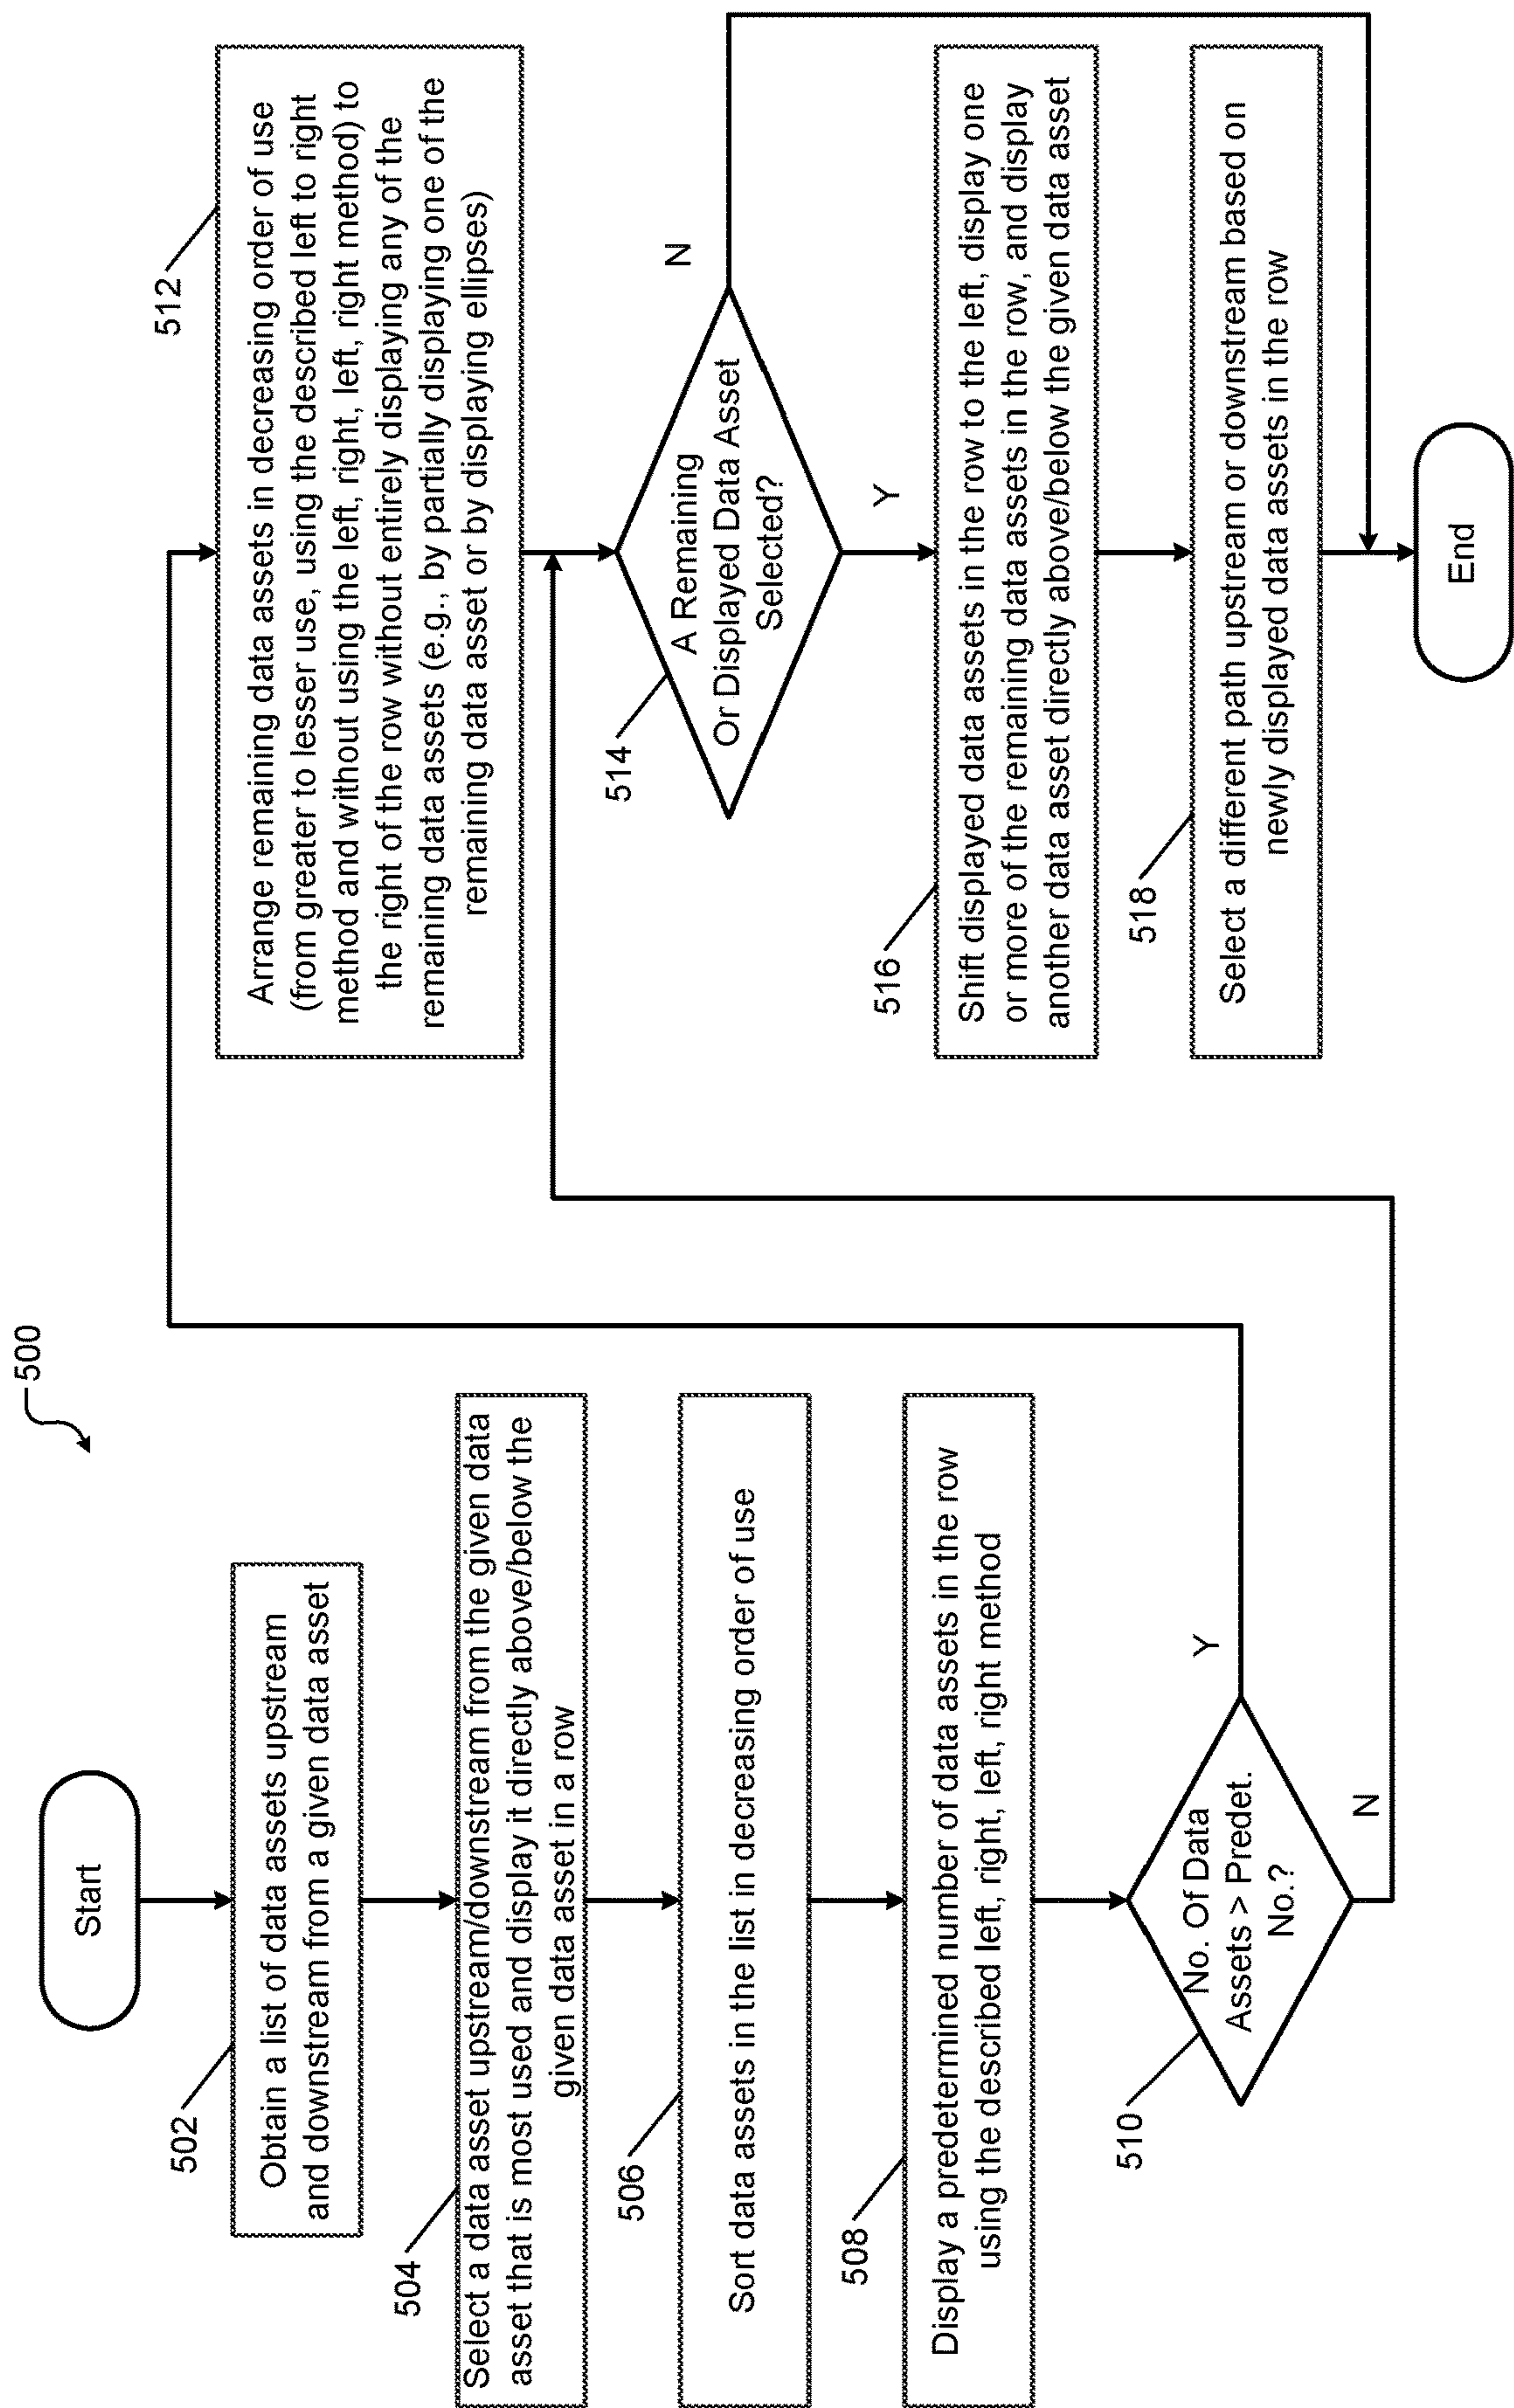 500
Start
502
Obtain a list of data assets upstream
and downstream from a given data asset
504
Select a data asset upstream/downstream from the given data
asset that is most used and display it directly above/below the
given data asset in a row
506
Sort data assets in the list in decreasing order of use
508
Display a predetermined number of data assets in the row
using the described left, right, left, right method
510
No. Of Data
Assets > Predet.
No.?
Y
N
512
Arrange remaining data assets in decreasing order of use
(from greater to lesser use, using the described left to right
method and without using the left, right, left, right method) to
the right of the row without entirely displaying any of the
remaining data assets (e.g., by partially displaying one of the
remaining data asset or by displaying ellipses)
514
A Remaining
Or Displayed Data Asset
Selected?
N
Y
516
Shift displayed data assets in the row to the left, display one
or more of the remaining data assets in the row, and display
another data asset directly above/below the given data asset
518
Select a different path upstream or downstream based on
newly displayed data assets in the row
End